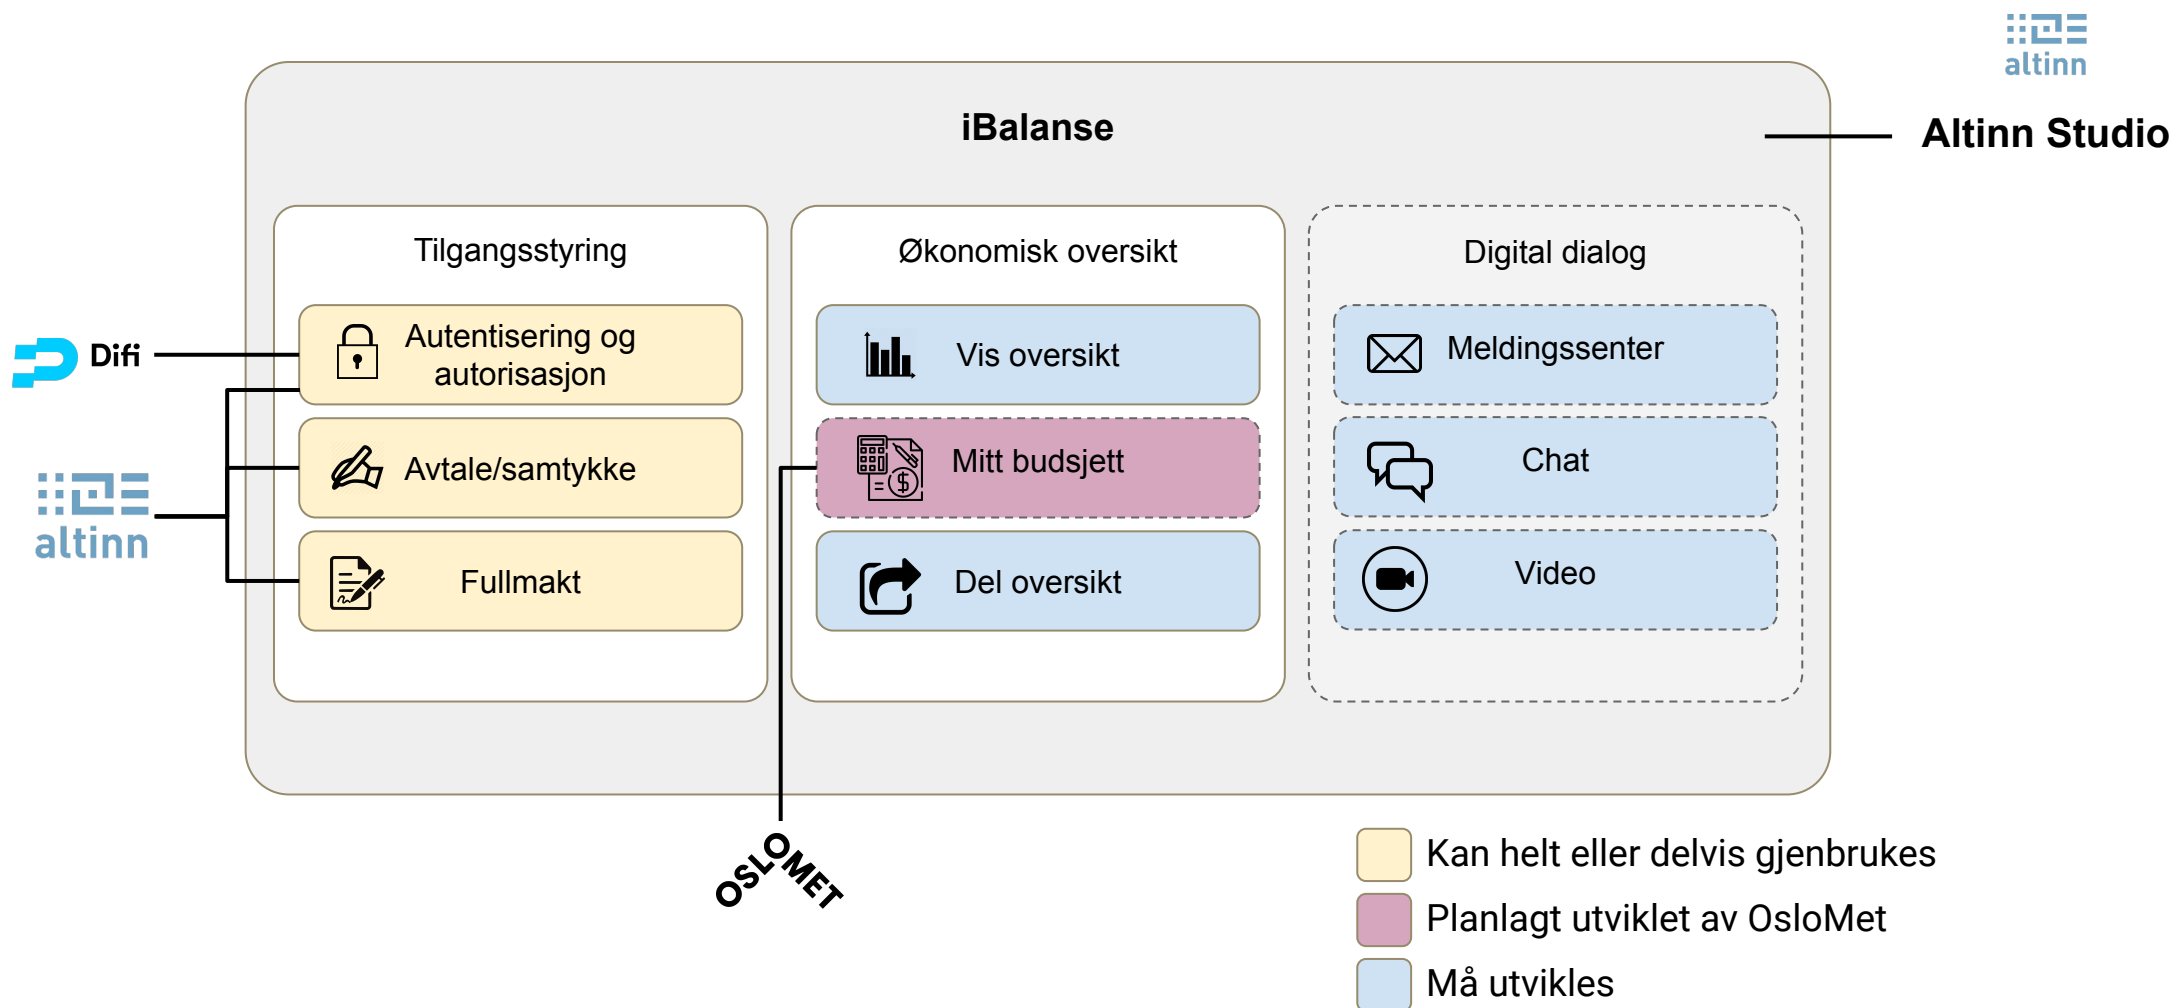 altinn
Altinn Studio
iBalanse
Tilgangsstyring
Autentisering og
autorisasjon
Avtale/samtykke
Fullmakt
Økonomisk oversikt
Vis oversikt
Mitt budsjett
$
Del oversikt
Digital dialog
Meldingssenter
Chat
Video
Difi
altinn
OSLOMET
Kan helt eller delvis gjenbrukes
Planlagt utviklet av OsloMet
Må utvikles